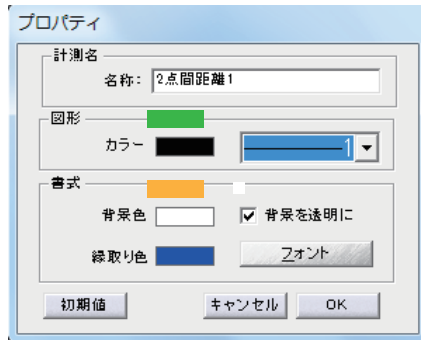 プロパティ
計測名
名称: 2点間距離1
図形
カラー 1
書式
背景色 背景を透明に
縁取り色 フォント
初期値 キャンセル OK